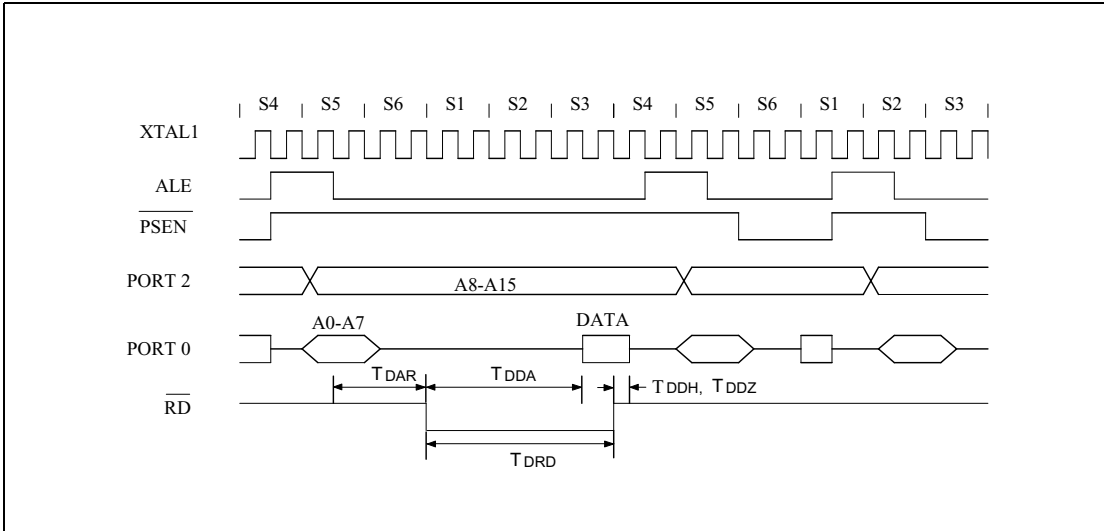 S4 S5 S6 S1 S2 S3 S4 S5 S6 S1 S2 S3
XTAL1
ALE
PSEN
PORT 2
A8-A15
A0-A7 DATA
PORT 0
TDAR TDDA TDDH, TDDZ
RD
TDRD